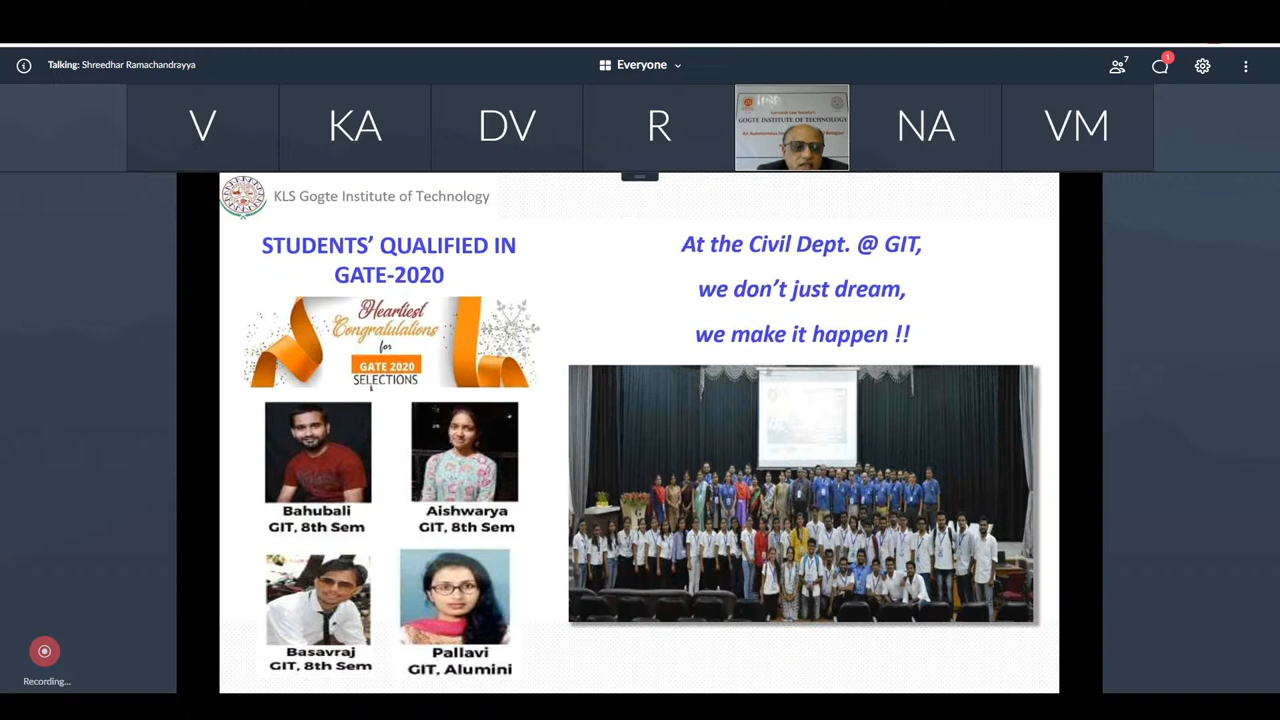 Talking: Shreedhar Ramachandrayya
Everyone
7
1
V
KA
DV
R
GOGTE INSTITUTE OF TECHNOLOGY
NA
VM
KLS Gogte Institute of Technology
STUDENTS’ QUALIFIED IN
GATE-2020
Heartiest
Congratulations
for
GATE 2020
SELECTIONS
Bahubali
GIT, 8th Sem
Aishwarya
GIT, 8th Sem
Basavraj
GIT, 8th Sem
Pallavi
GIT, Alumini
At the Civil Dept. @ GIT,
we don’t just dream,
we make it happen !!
Recording...